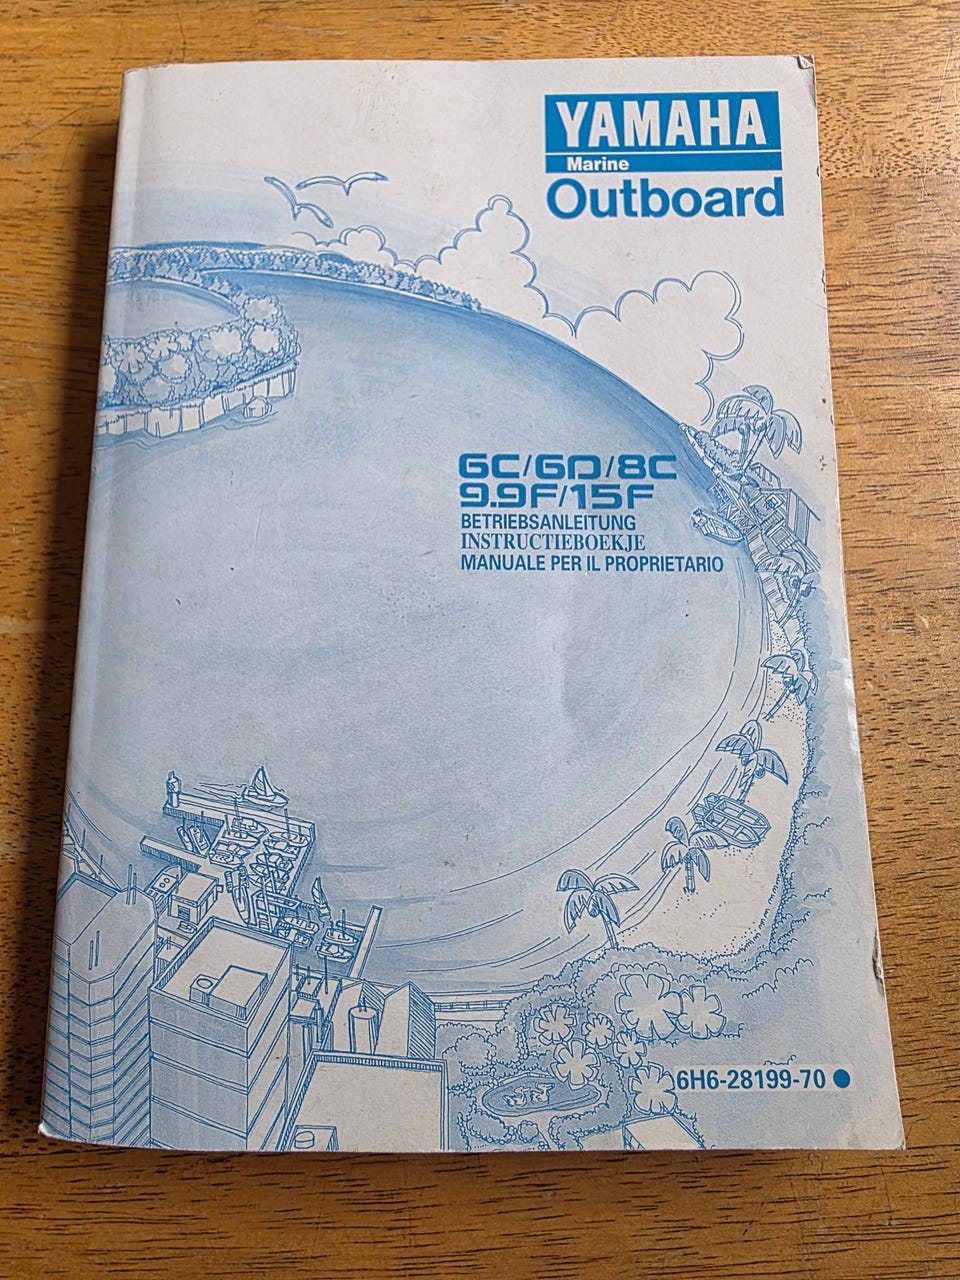 YAMAHA
Marine
Outboard
6C/6D/8C
9.9F/15F
BETRIEBSANLEITUNG
INSTRUCTIEBOEKJE
MANUALE PER IL PROPRIETARIO
6H6-28199-70